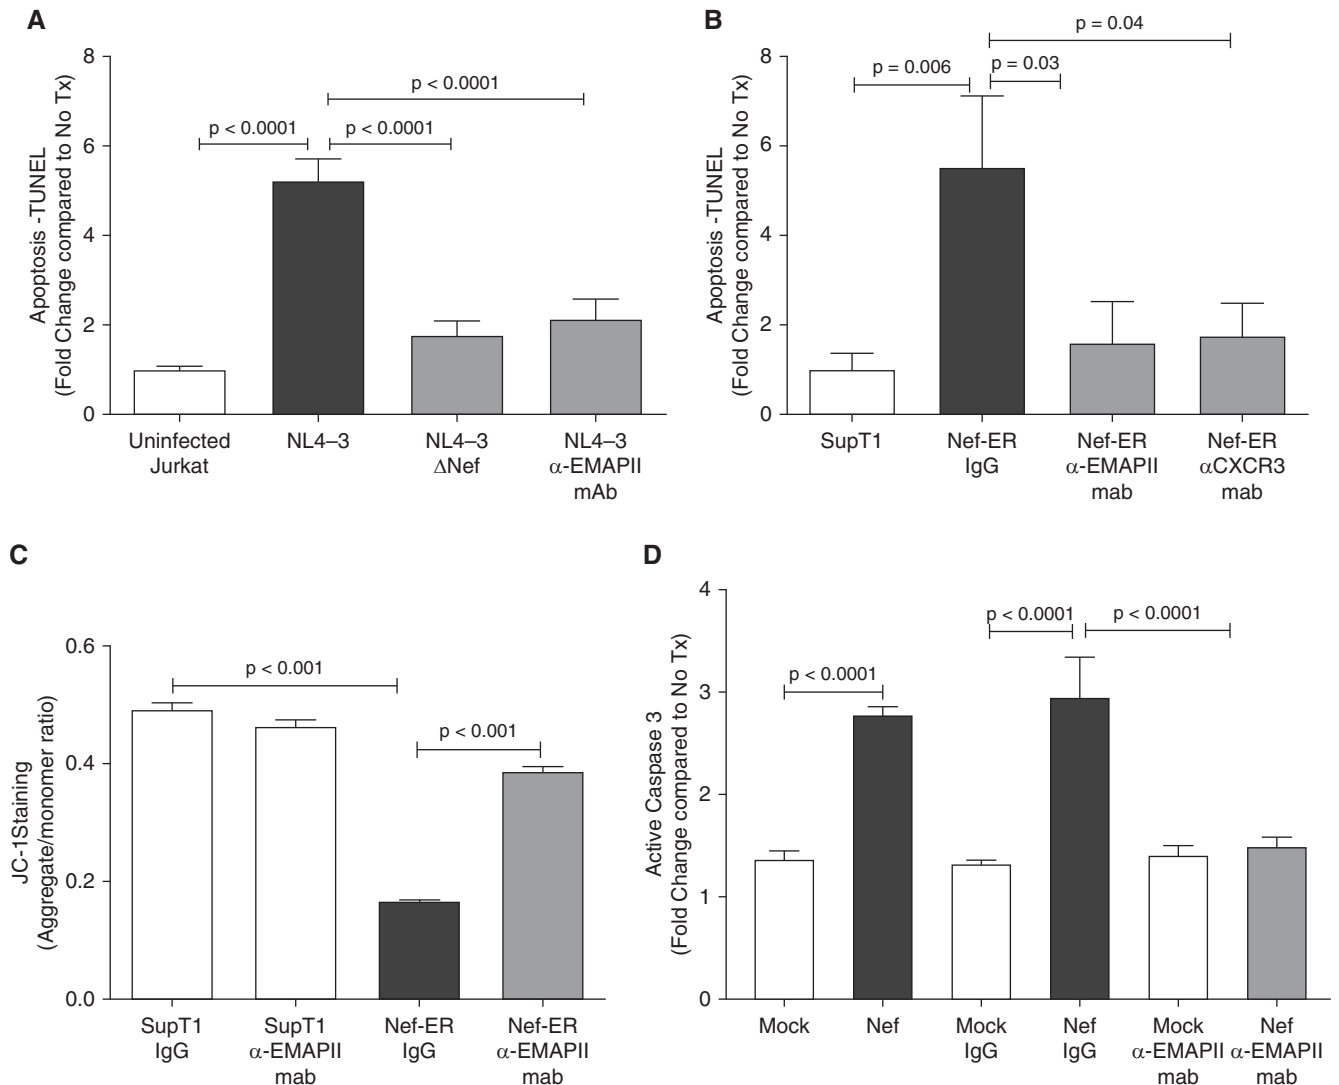 A
Apoptosis -TUNEL
(Fold Change compared to No Tx)
8
6
4
2
0
p < 0.0001
p < 0.0001
p < 0.0001
Uninfected
Jurkat
NL4–3
NL4–3
ΔNef
NL4–3
α-EMAPII
mAb
B
Apoptosis -TUNEL
(Fold Change compared to No Tx)
8
6
4
2
0
p = 0.04
p = 0.006
p = 0.03
SupT1
Nef-ER
IgG
Nef-ER
α-EMAPII
mab
Nef-ER
αCXCR3
mab
C
JC-1Staining
(Aggregate/monomer ratio)
0.6
0.4
0.2
0.0
p < 0.001
p < 0.001
SupT1
IgG
SupT1
α-EMAPII
mab
Nef-ER
IgG
Nef-ER
α-EMAPII
mab
D
Active Caspase 3
(Fold Change compared to No Tx)
4
3
2
1
0
p < 0.0001
p < 0.0001
p < 0.0001
Mock
Nef
Mock
IgG
Nef
IgG
Mock
α-EMAPII
mab
Nef
α-EMAPII
mab